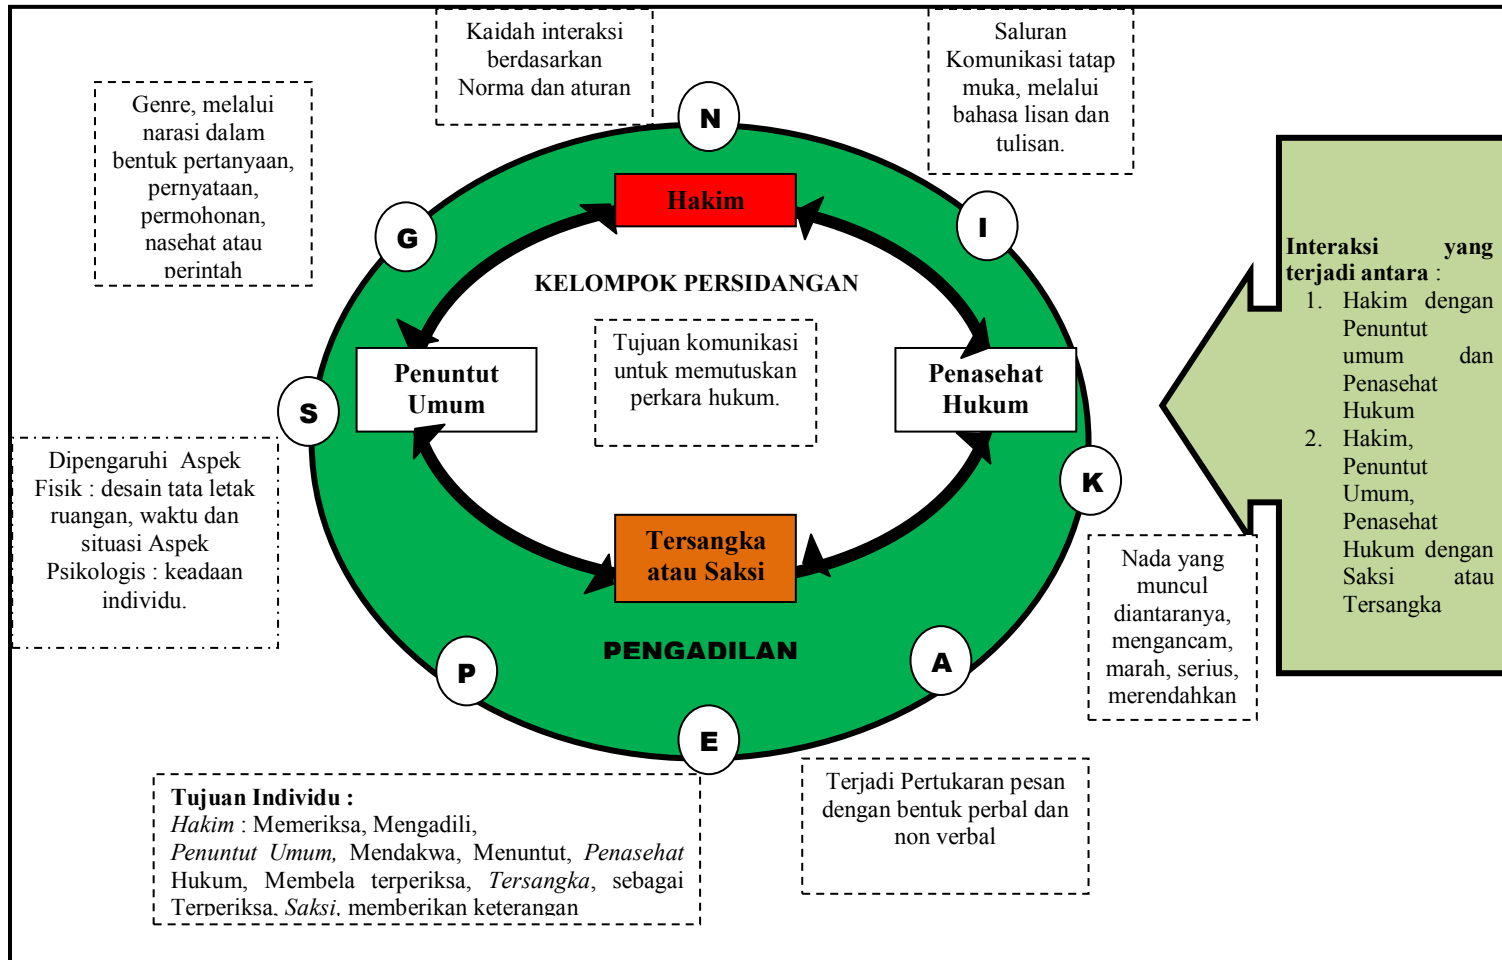 Kaidah interaksi
berdasarkan
Norma dan aturan
Saluran
Komunikasi tatap
muka, melalui
bahasa lisan dan
tulisan.
Genre, melalui
narasi dalam
bentuk pertanyaan,
pernyataan,
permohonan,
nasehat atau
perintah
N
G
I
S
K
P
A
E
Hakim
KELOMPOK PERSIDANGAN
Tujuan komunikasi
untuk memutuskan
perkara hukum.
Penuntut
Umum
Penasehat
Hukum
Tersangka
atau Saksi
PENGADILAN
Interaksi yang
terjadi antara :
1. Hakim dengan
Penuntut
umum dan
Penasehat
Hukum
2. Hakim,
Penuntut
Umum,
Penasehat
Hukum dengan
Saksi atau
Tersangka
Dipengaruhi Aspek
Fisik : desain tata letak
ruangan, waktu dan
situasi Aspek
Psikologis : keadaan
individu.
Nada yang
muncul
diantaranya,
mengancam,
marah, serius,
merendahkan
Tujuan Individu :
Hakim : Memeriksa, Mengadili,
Penuntut Umum, Mendakwa, Menuntut, Penasehat
Hukum, Membela terperiksa, Tersangka, sebagai
Terperiksa, Saksi, memberikan keterangan
Terjadi Pertukaran pesan
dengan bentuk perbal dan
non verbal